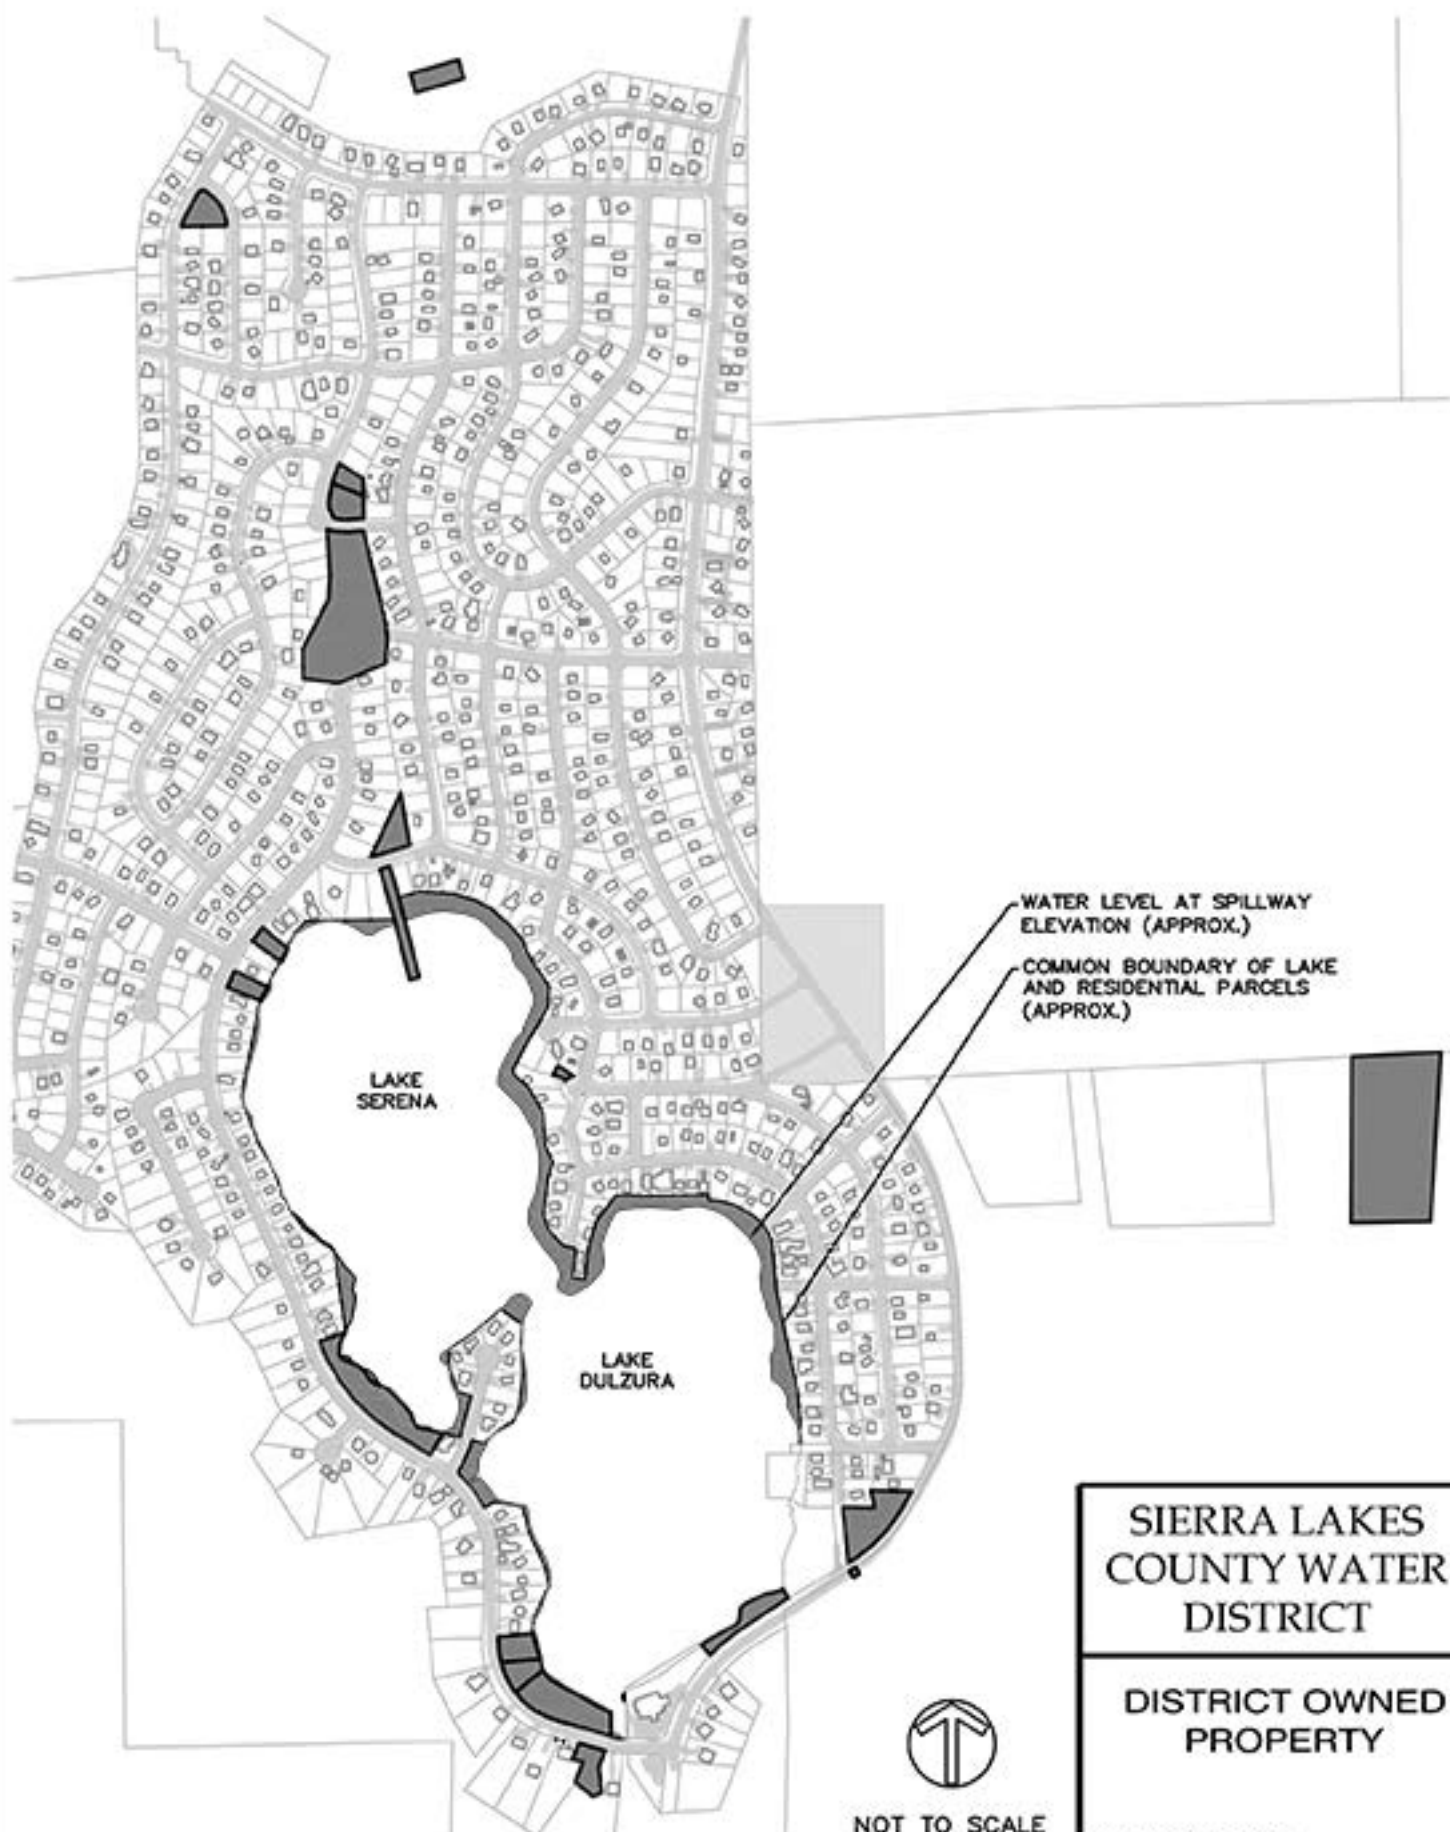 WATER LEVEL AT SPILLWAY
ELEVATION (APPROX.)
COMMON BOUNDARY OF LAKE
AND RESIDENTIAL PARCELS
(APPROX.)
LAKE
SERENA
LAKE
DULZURA
SIERRA LAKES
COUNTY WATER
DISTRICT
DISTRICT OWNED
PROPERTY
NOT TO SCALE